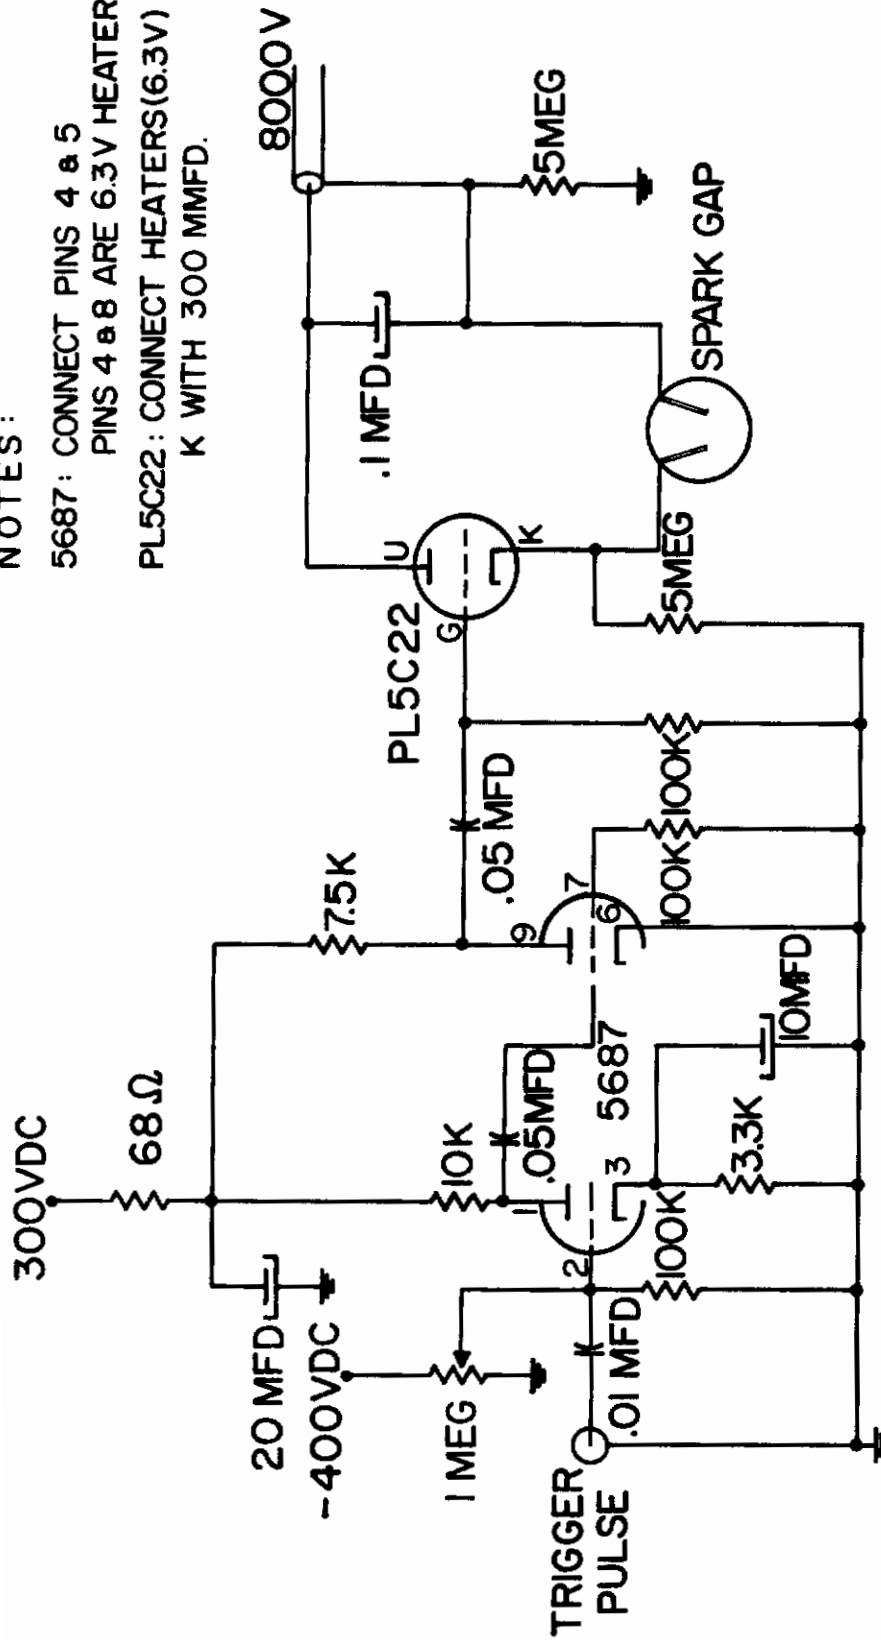 NOTES:
5687: CONNECT PINS 4 & 5
PINS 4 & 8 ARE 6.3V HEATER
PL5C22: CONNECT HEATERS(6.3V)
K WITH 300 MMFD.
300VDC
68Ω
20 MFD
-400VDC
1 MEG
TRIGGER
PULSE
.01 MFD
100K
2
1
3
10K
.05MFD
5687
3.3K
10MFD
7.5K
9
7
6
100K
100K
.05 MFD
PL5C22
G
U
K
5MEG
.1 MFD
SPARK GAP
8000V
5MEG